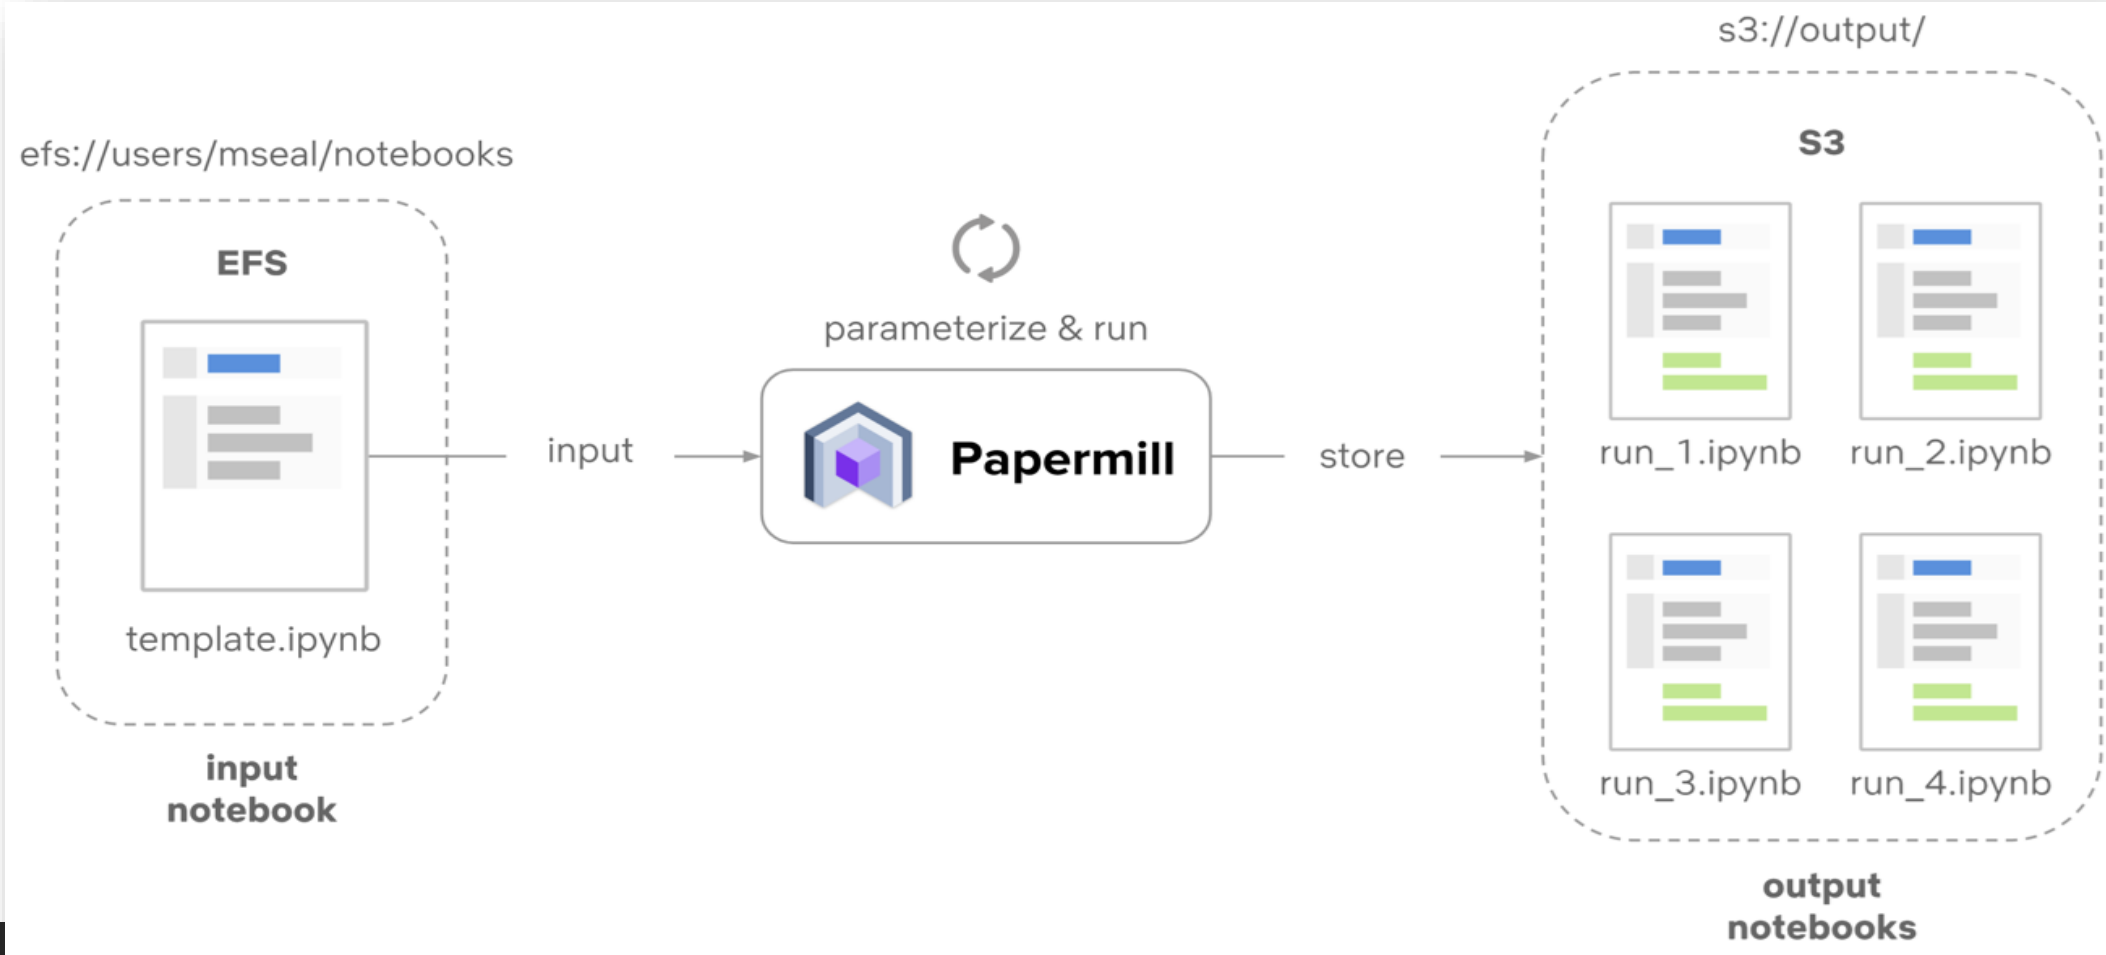 efs://users/mseal/notebooks
EFS
template.ipynb
input
notebook
input
parameterize & run
Papermill
store
s3://output/
S3
run_1.ipynb
run_2.ipynb
run_3.ipynb
run_4.ipynb
output
notebooks